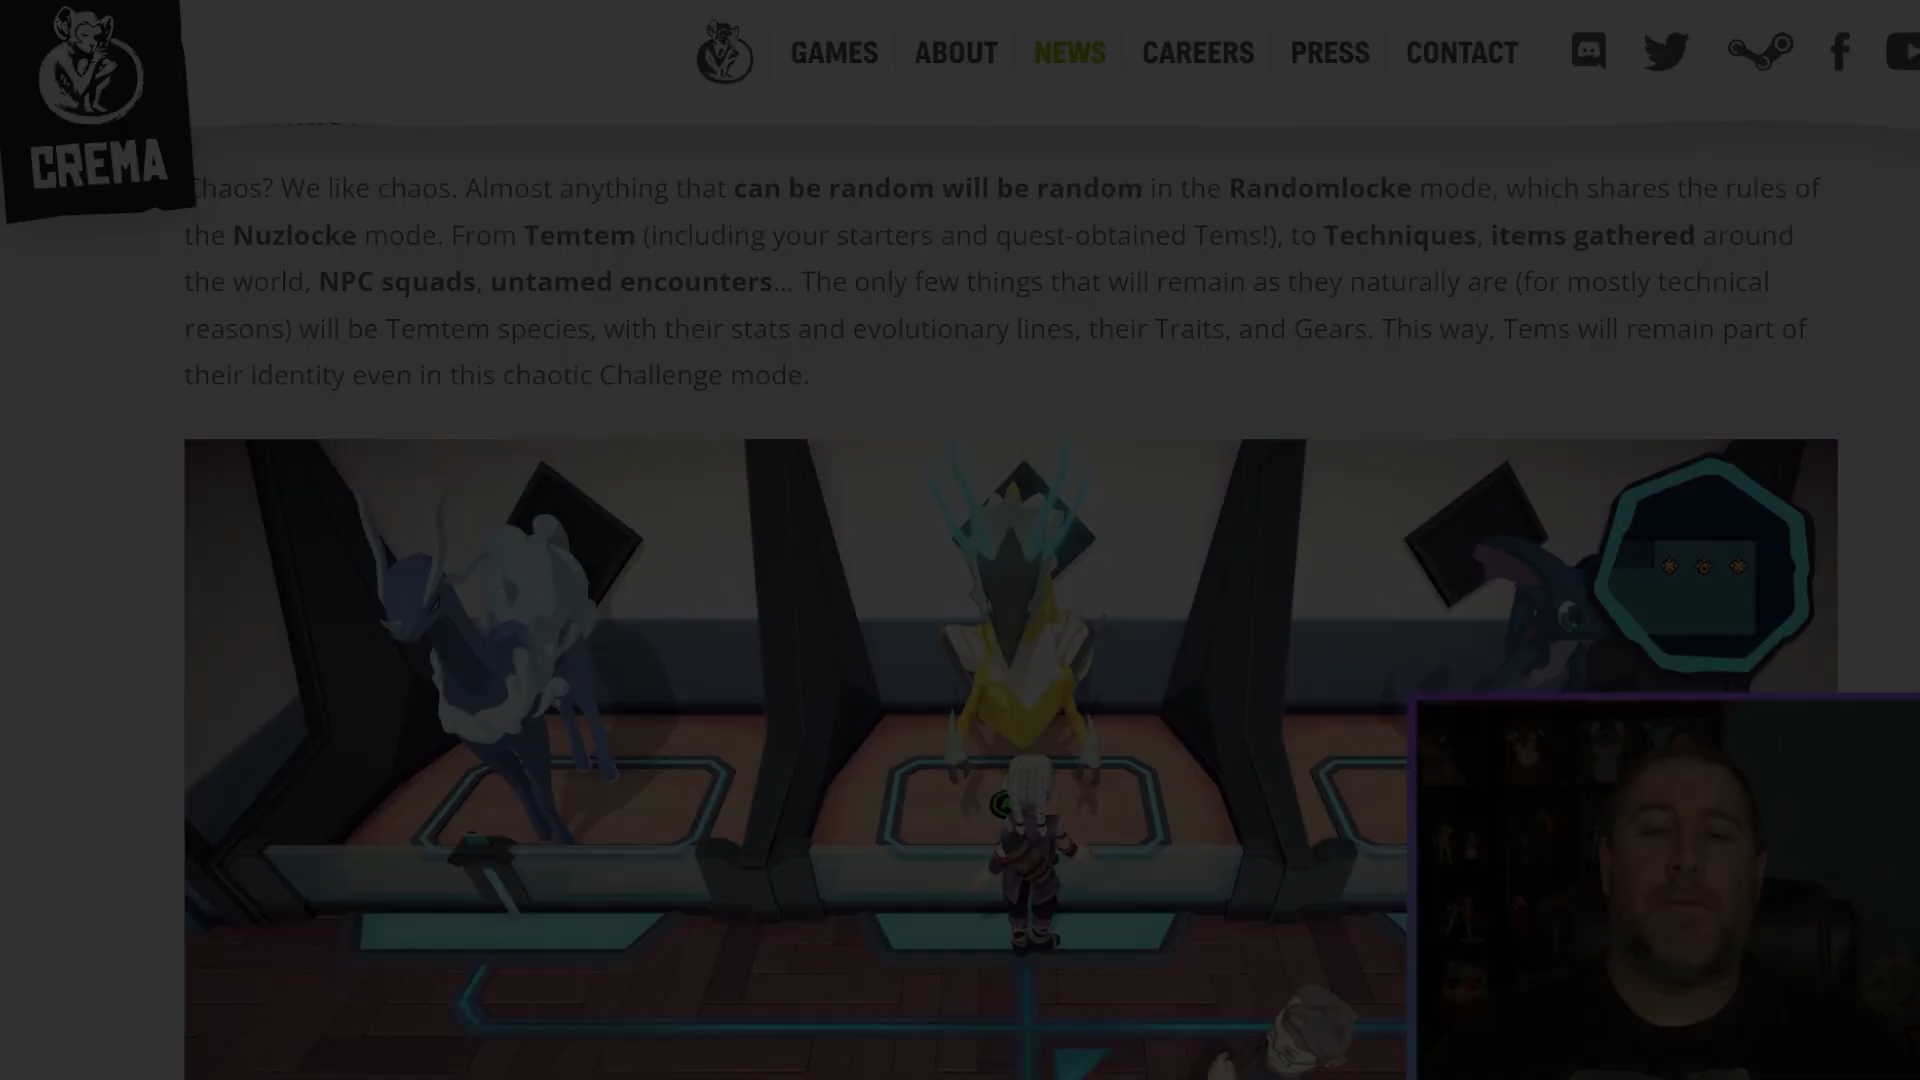 GAMES ABOUT NEWS CAREERS PRESS CONTACT
CREMA
Chaos? We like chaos. Almost anything that can be random will be random in the Randomlocke mode, which shares the rules of
the Nuzlocke mode. From Temtem (including your starters and quest-obtained Tems!), to Techniques, items gathered around
the world, NPC squads, untamed encounters... The only few things that will remain as they naturally are (for mostly technical
reasons) will be Temtem species, with their stats and evolutionary lines, their Traits, and Gears. This way, Tems will remain part of
their identity even in this chaotic Challenge mode.